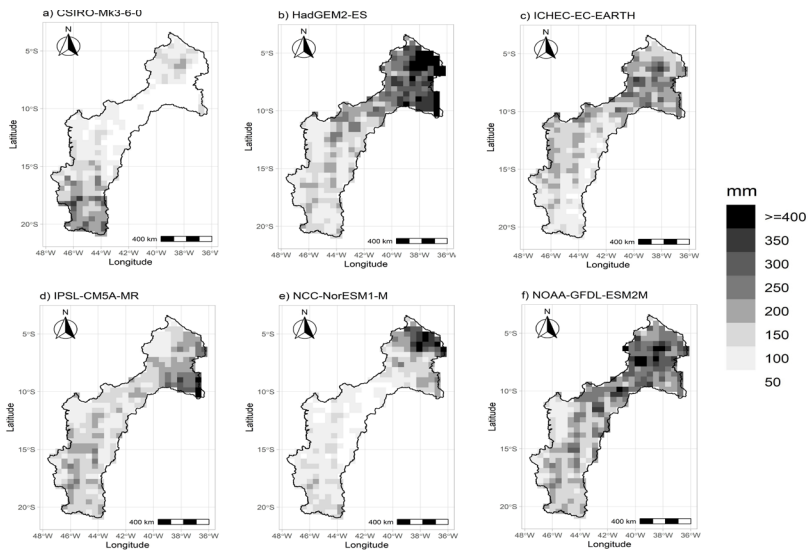 a) CSIRO-Mk3-6-0
b) HadGEM2-ES
c) ICHEC-EC-EARTH
N
N
N
5°S
10°S
15°S
20°S
Latitude
400 km
48°W 46°W 44°W 42°W 40°W 38°W 36°W
Longitude
5°S
10°S
15°S
20°S
Latitude
400 km
48°W 46°W 44°W 42°W 40°W 38°W 36°W
Longitude
5°S
10°S
15°S
20°S
Latitude
400 km
48°W 46°W 44°W 42°W 40°W 38°W 36°W
Longitude
mm
>=400
350
300
250
200
150
100
50
d) IPSL-CM5A-MR
e) NCC-NorESM1-M
f) NOAA-GFDL-ESM2M
N
N
N
5°S
10°S
15°S
20°S
Latitude
400 km
48°W 46°W 44°W 42°W 40°W 38°W 36°W
Longitude
5°S
10°S
15°S
20°S
Latitude
400 km
48°W 46°W 44°W 42°W 40°W 38°W 36°W
Longitude
5°S
10°S
15°S
20°S
Latitude
400 km
48°W 46°W 44°W 42°W 40°W 38°W 36°W
Longitude